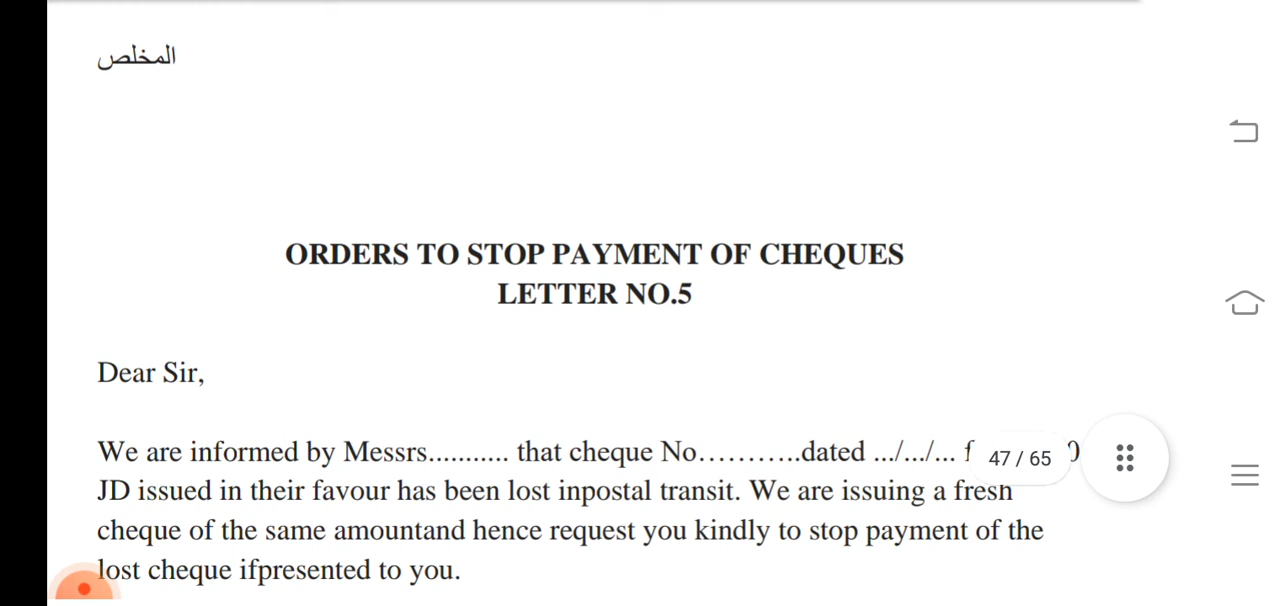 المخلص
ORDERS TO STOP PAYMENT OF CHEQUES
LETTER NO.5
Dear Sir,
We are informed by Messrs........... that cheque No...........dated .../.../... f
47 / 65
JD issued in their favour has been lost inpostal transit. We are issuing a fresh
cheque of the same amountand hence request you kindly to stop payment of the
lost cheque ifpresented to you.